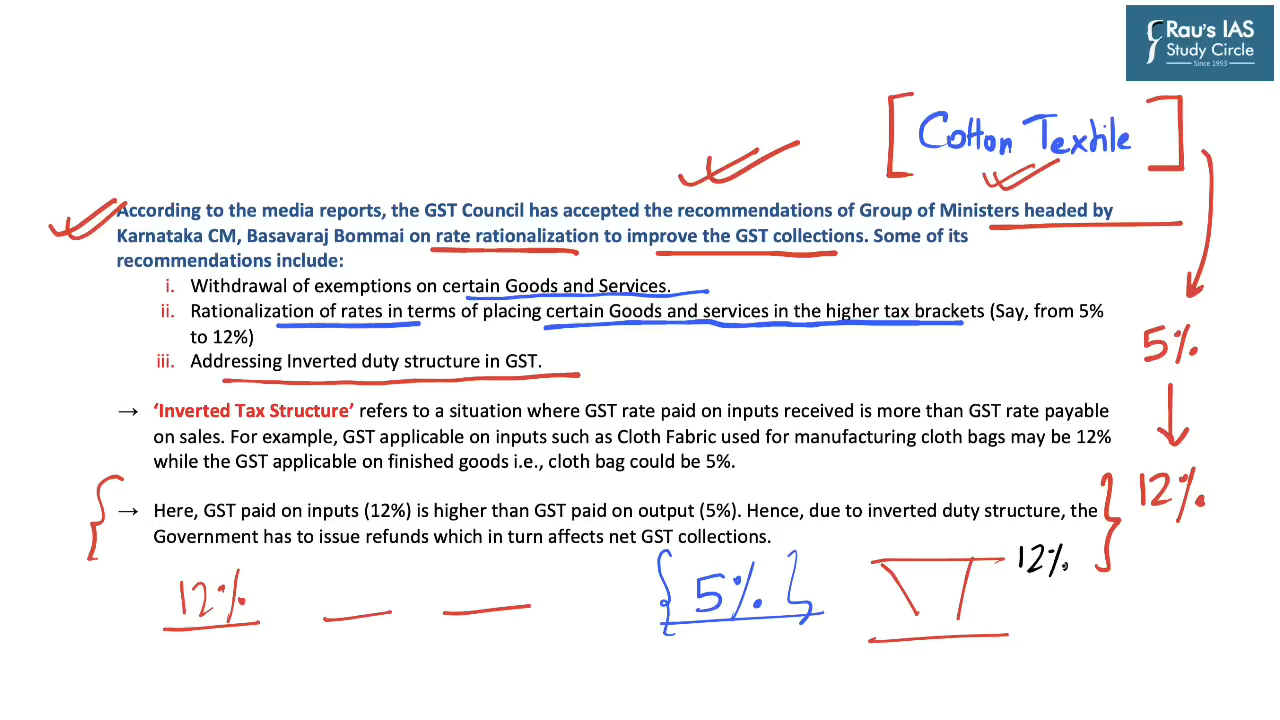 Rau's IAS
Study Circle
Since 1953
[Cotton Textile]
According to the media reports, the GST Council has accepted the recommendations of Group of Ministers headed by
Karnataka CM, Basavaraj Bommai on rate rationalization to improve the GST collections. Some of its
recommendations include:
i. Withdrawal of exemptions on certain Goods and Services.
ii. Rationalization of rates in terms of placing certain Goods and services in the higher tax brackets (Say, from 5%
to 12%)
iii. Addressing Inverted duty structure in GST.
5%
→ ‘Inverted Tax Structure’ refers to a situation where GST rate paid on inputs received is more than GST rate payable
on sales. For example, GST applicable on inputs such as Cloth Fabric used for manufacturing cloth bags may be 12%
while the GST applicable on finished goods i.e., cloth bag could be 5%.
12%
→ Here, GST paid on inputs (12%) is higher than GST paid on output (5%). Hence, due to inverted duty structure, the
Government has to issue refunds which in turn affects net GST collections.
12%
12% {5%}